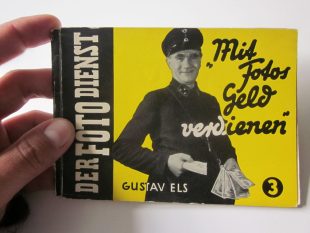 DER FOTO DIENST
"Mit
Fotos
Geld
verdienen"
GUSTAV ELS
3